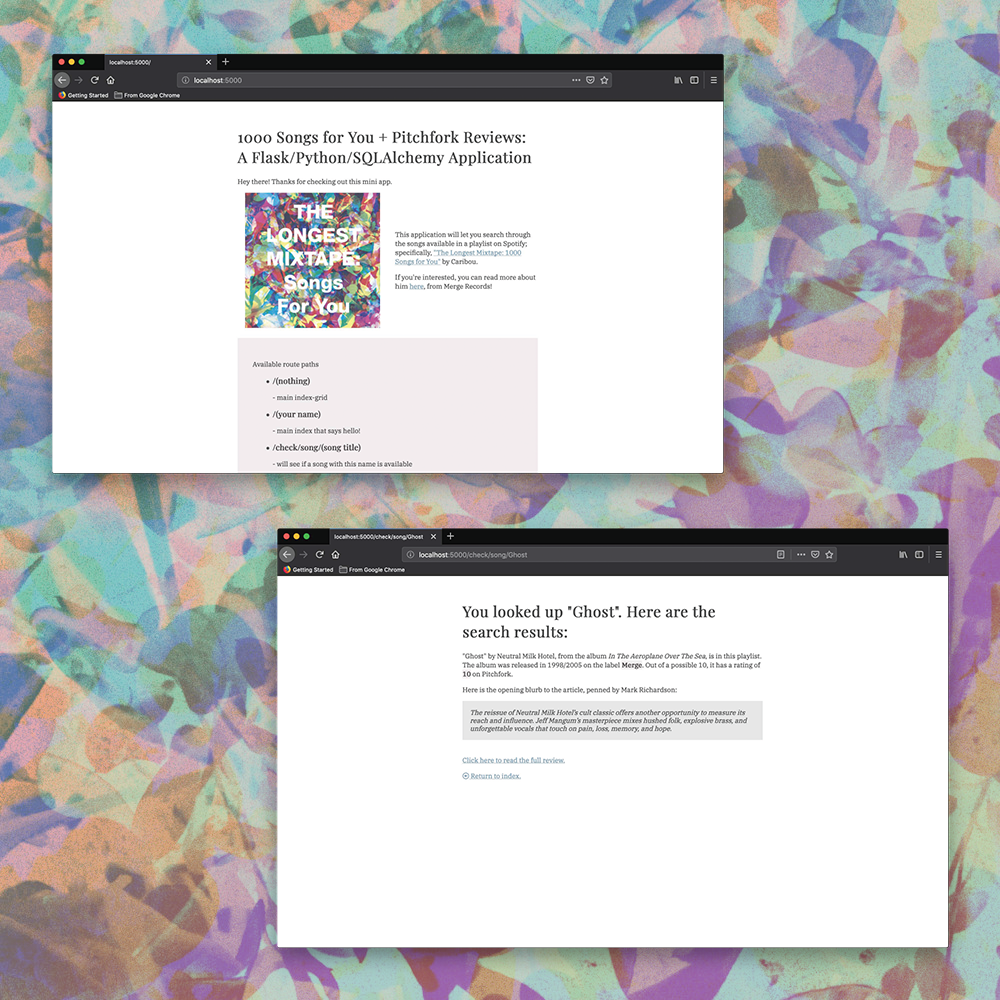 localhost:5000/
localhost:5000
Getting Started From Google Chrome
1000 Songs for You + Pitchfork Reviews:
A Flask/Python/SQLAlchemy Application
Hey there! Thanks for checking out this mini app.
THE
LONGEST
MIXTAPE:
Songs
For You
This application will let you search through
the songs available in a playlist on Spotify;
specifically, "The Longest Mixtape: 1000
Songs for You" by Caribou.
If you're interested, you can read more about
him here, from Merge Records!
Available route paths
• /(nothing)
- main index-grid
• /(your name)
- main index that says hello!
• /check/song/(song title)
- will see if a song with this name is available
localhost:5000/check/song/Ghost
localhost:5000/check/song/Ghost
Getting Started From Google Chrome
You looked up "Ghost". Here are the
search results:
"Ghost" by Neutral Milk Hotel, from the album In The Aeroplane Over The Sea, is in this playlist.
The album was released in 1998/2005 on the label Merge. Out of a possible 10, it has a rating of
10 on Pitchfork.
Here is the opening blurb to the article, penned by Mark Richardson:
The reissue of Neutral Milk Hotel's cult classic offers another opportunity to measure its
reach and influence. Jeff Mangum's masterpiece mixes hushed folk, explosive brass, and
unforgettable vocals that touch on pain, loss, memory, and hope.
Click here to read the full review.
Return to index.